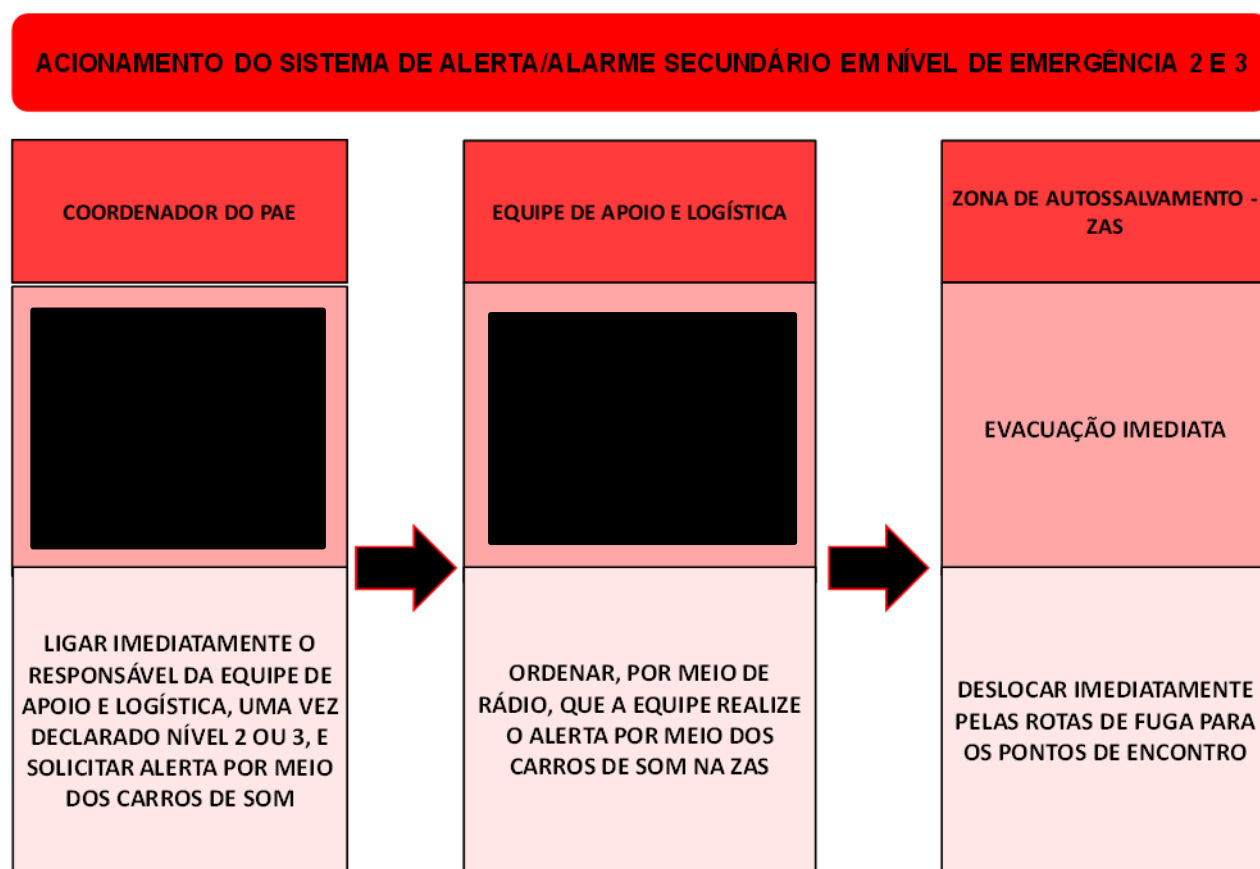 ACIONAMENTO DO SISTEMA DE ALERTA/ALARME SECUNDÁRIO EM NÍVEL DE EMERGÊNCIA 2 E 3
COORDENADOR DO PAE
LIGAR IMEDIATAMENTE O
RESPONSÁVEL DA EQUIPE DE
APOIO E LOGÍSTICA, UMA VEZ
DECLARADO NÍVEL 2 OU 3, E
SOLICITAR ALERTA POR MEIO
DOS CARROS DE SOM
EQUIPE DE APOIO E LOGÍSTICA
ORDENAR, POR MEIO DE
RÁDIO, QUE A EQUIPE REALIZE
O ALERTA POR MEIO DOS
CARROS DE SOM NA ZAS
ZONA DE AUTOSSALVAMENTO -
ZAS
EVACUAÇÃO IMEDIATA
DESLOCAR IMEDIATAMENTE
PELAS ROTAS DE FUGA PARA
OS PONTOS DE ENCONTRO